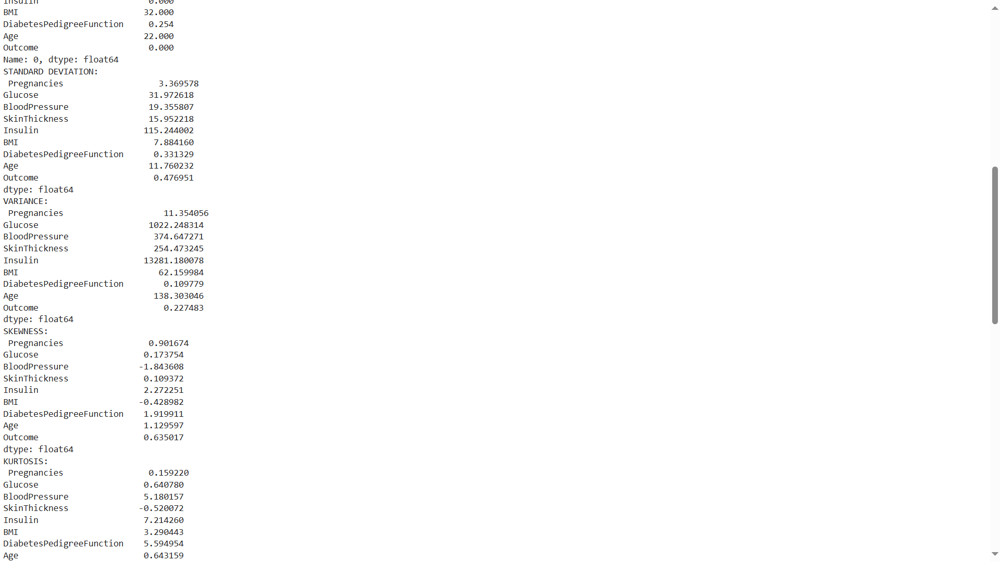 Insulin 0.000
BMI 32.000
DiabetesPedigreeFunction 0.254
Age 22.000
Outcome 0.000
Name: 0, dtype: float64
STANDARD DEVIATION:
Pregnancies 3.369578
Glucose 31.972618
BloodPressure 19.355807
SkinThickness 15.952218
Insulin 115.244002
BMI 7.884160
DiabetesPedigreeFunction 0.331329
Age 11.760232
Outcome 0.476951
dtype: float64
VARIANCE:
Pregnancies 11.354056
Glucose 1022.248314
BloodPressure 374.647271
SkinThickness 254.473245
Insulin 13281.180078
BMI 62.159984
DiabetesPedigreeFunction 0.109779
Age 138.303046
Outcome 0.227483
dtype: float64
SKEWNESS:
Pregnancies 0.901674
Glucose 0.173754
BloodPressure -1.843608
SkinThickness 0.109372
Insulin 2.272251
BMI -0.428982
DiabetesPedigreeFunction 1.919911
Age 1.129597
Outcome 0.635017
dtype: float64
KURTOSIS:
Pregnancies 0.159220
Glucose 0.640780
BloodPressure 5.180157
SkinThickness -0.520072
Insulin 7.214260
BMI 3.290443
DiabetesPedigreeFunction 5.594954
Age 0.643159